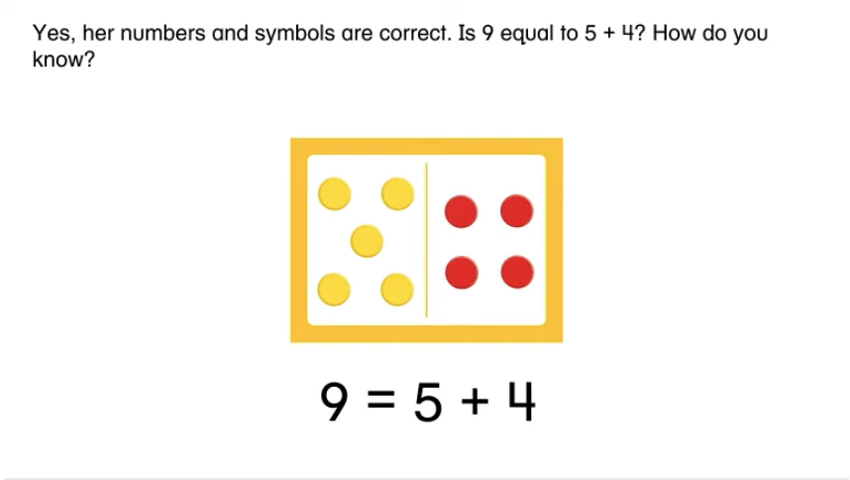 Yes, her numbers and symbols are correct. Is 9 equal to 5 + 4? How do you
know?
9 = 5 + 4